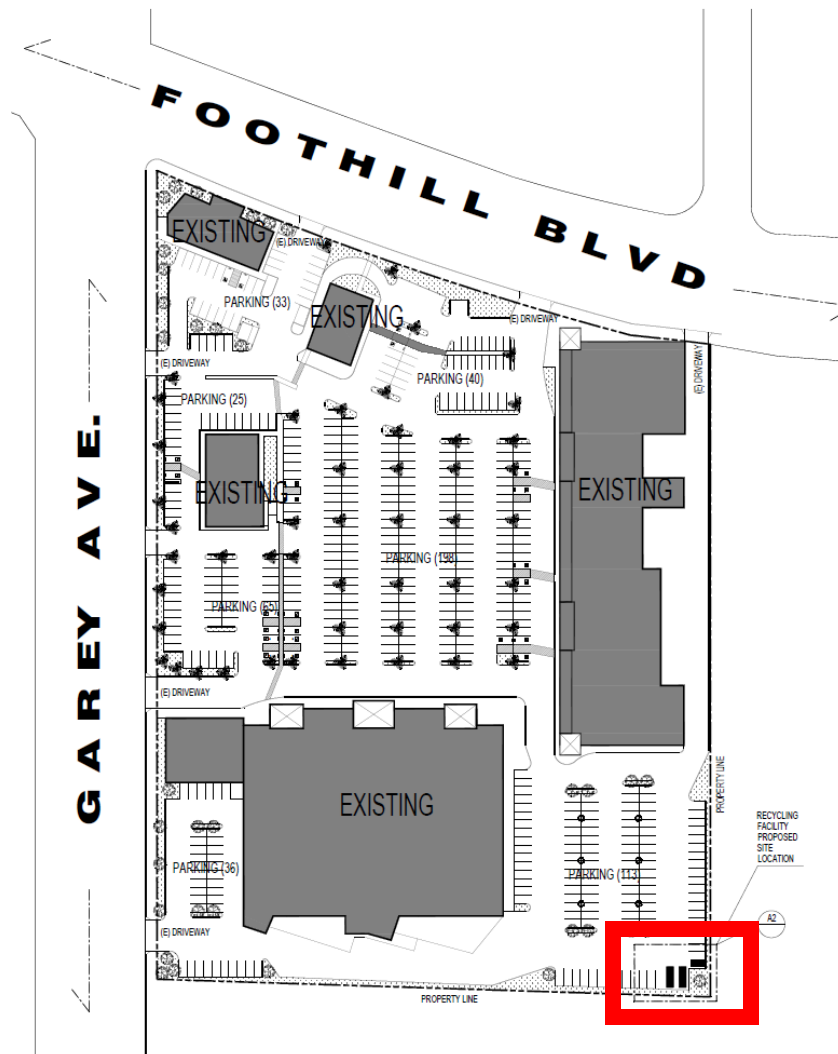 FOOTHILL BLVD
EXISTING
(E) DRIVEWAY
PARKING (33)
EXISTING
(E) DRIVEWAY
(E) DRIVEWAY
(E) DRIVEWAY
PARKING (40)
PARKING (25)
GAREY AVE.
EXISTING
EXISTING
PARKING (198)
PARKING (65)
(E) DRIVEWAY
PROPERTY LINE
EXISTING
RECYCLING
FACILITY
PROPOSED
SITE
LOCATION
PARKING (36)
PARKING (113)
A2
(E) DRIVEWAY
PROPERTY LINE